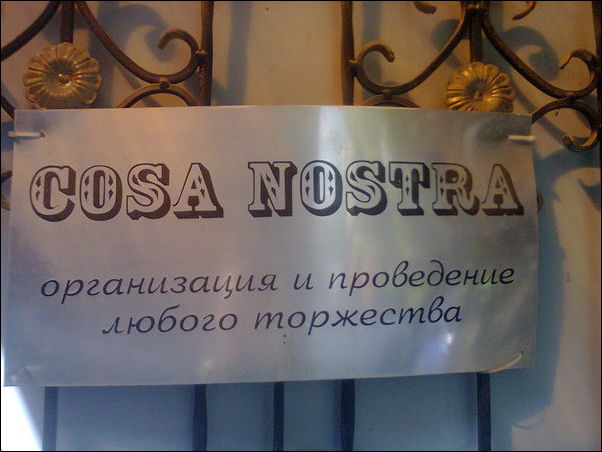 COSA NOSTRA
организация и проведение
любого торжества